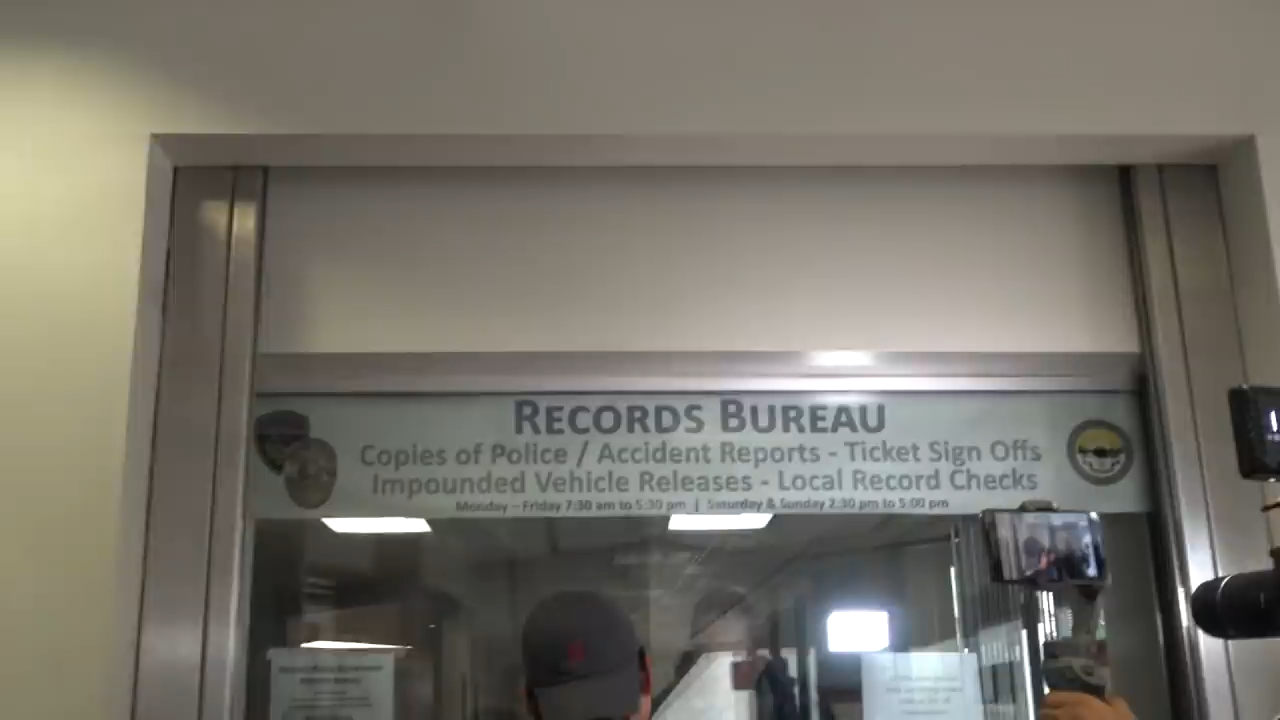 RECORDS BUREAU
Copies of Police / Accident Reports - Ticket Sign Offs
Impounded Vehicle Releases - Local Record Checks
Monday – Friday 7:30 am to 5:30 pm | Saturday & Sunday 2:30 pm to 5:00 pm